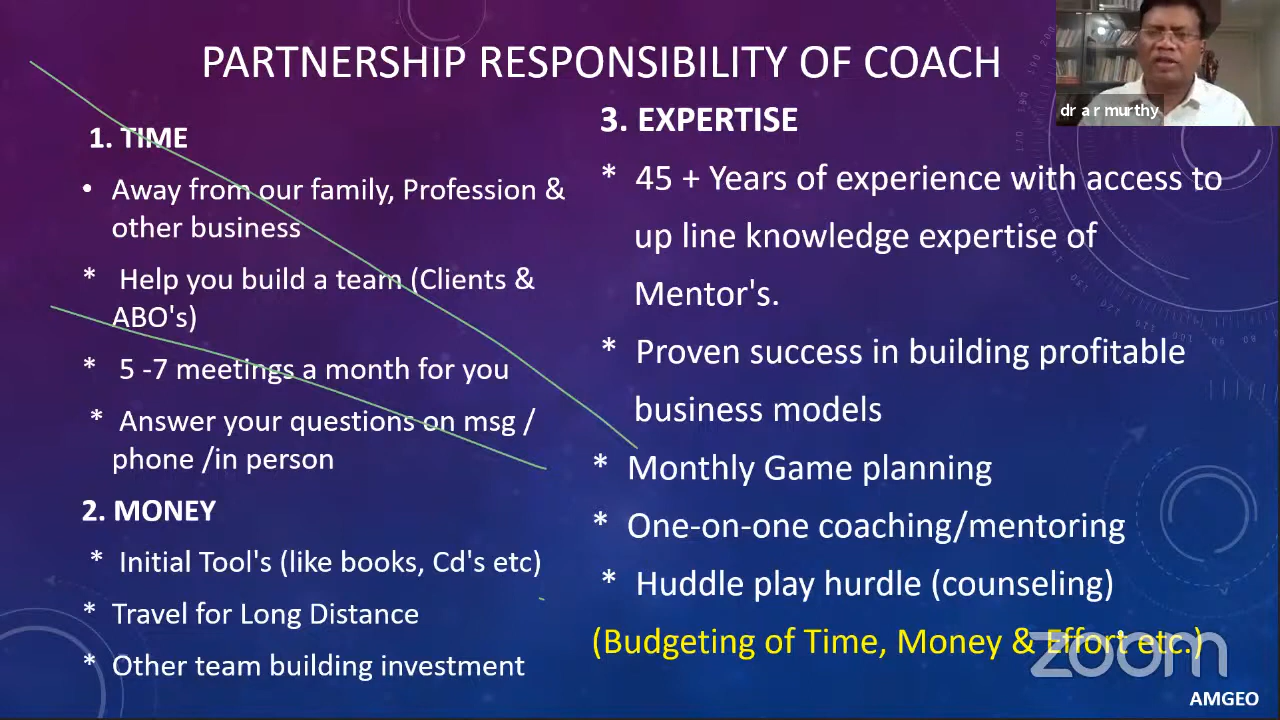 PARTNERSHIP RESPONSIBILITY OF COACH
dr a r murthy
1. TIME
• Away from our family, Profession &
other business
* Help you build a team (Clients &
ABO's)
* 5 -7 meetings a month for you
* Answer your questions on msg /
phone /in person
2. MONEY
* Initial Tool's (like books, Cd's etc)
* Travel for Long Distance
* Other team building investment
3. EXPERTISE
* 45 + Years of experience with access to
up line knowledge expertise of
Mentor's.
* Proven success in building profitable
business models
* Monthly Game planning
* One-on-one coaching/mentoring
* Huddle play hurdle (counseling)
(Budgeting of Time, Money & Effort etc.)
zoom
AMGEO